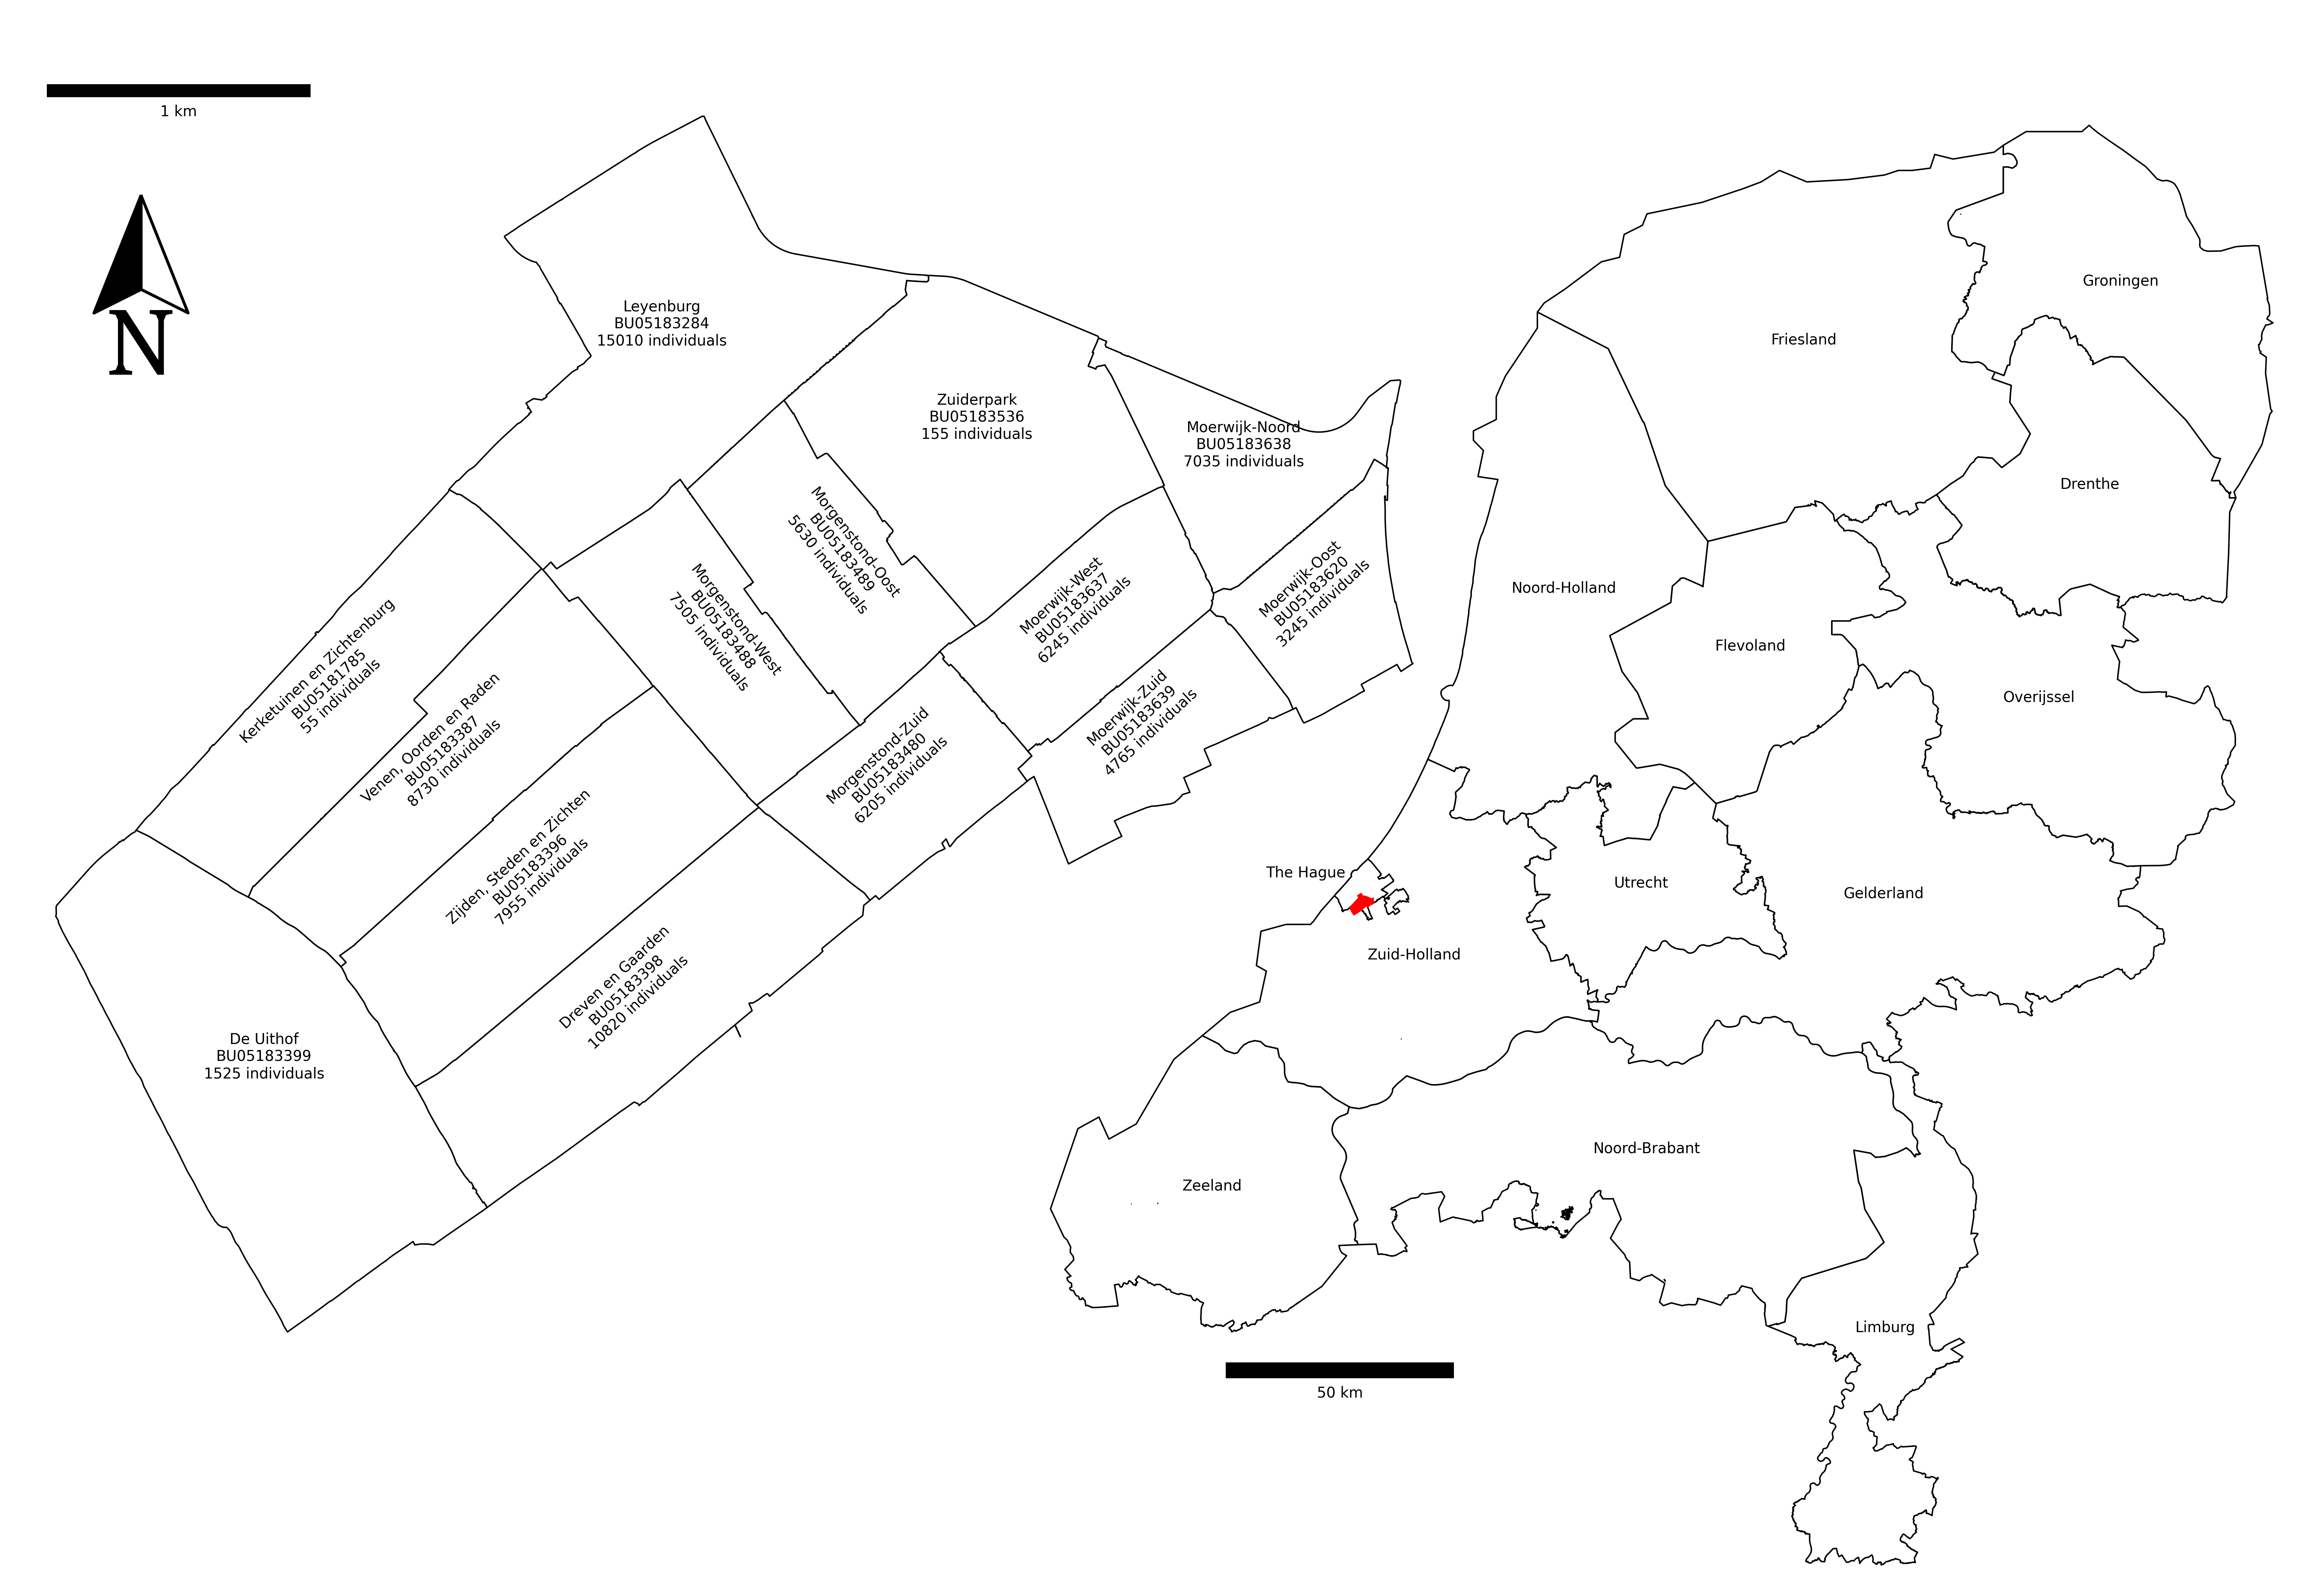 1 km
N
Leyenburg
BU05183284
15010 individuals
Zuiderpark
BU05183536
155 individuals
Moerwijk-Noord
BU05183638
7035 individuals
Morgenstond-Oost
BU05183489
5630 individuals
Morgenstond-West
BU05183488
7505 individuals
Moerwijk-West
BU05183637
6245 individuals
Moerwijk-Oost
BU05183620
3245 individuals
Kerketuinen en Zichtenburg
BU05181785
55 individuals
Venen, Oorden en Raden
BU05183387
8730 individuals
Morgenstond-Zuid
BU05183480
6205 individuals
Moerwijk-Zuid
BU05183639
4765 individuals
Zijden, Steden en Zichten
BU05183396
7955 individuals
Dreven en Gaarden
BU05183398
10820 individuals
De Uithof
BU05183399
1525 individuals
Groningen
Friesland
Drenthe
Noord-Holland
Flevoland
Overijssel
The Hague
Utrecht
Gelderland
Zuid-Holland
Noord-Brabant
Zeeland
Limburg
50 km